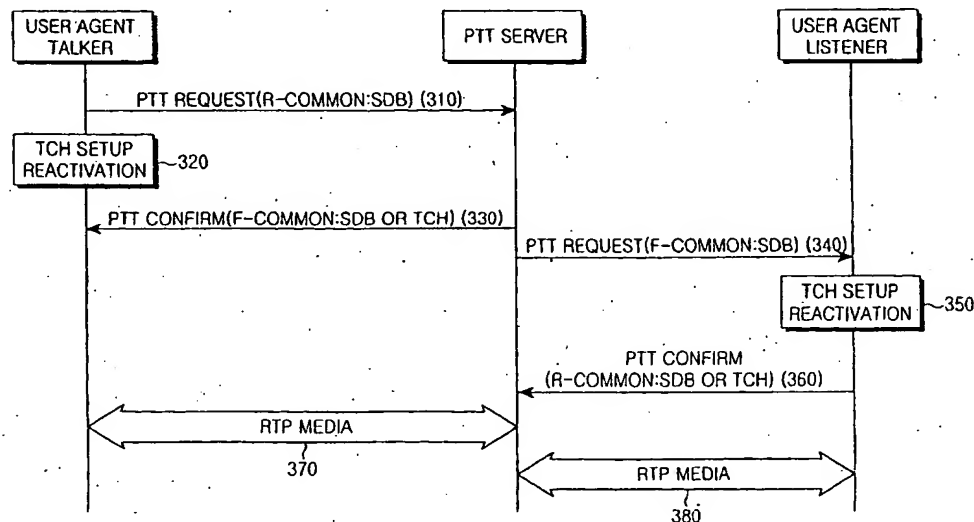 USER AGENT
TALKER
PTT SERVER
USER AGENT
LISTENER
PTT REQUEST(R-COMMON:SDB) (310)
TCH SETUP
REACTIVATION
320
PTT CONFIRM(F-COMMON:SDB OR TCH) (330)
PTT REQUEST(F-COMMON:SDB) (340)
TCH SETUP
REACTIVATION
350
PTT CONFIRM
(R-COMMON:SDB OR TCH) (360)
RTP MEDIA
370
RTP MEDIA
380